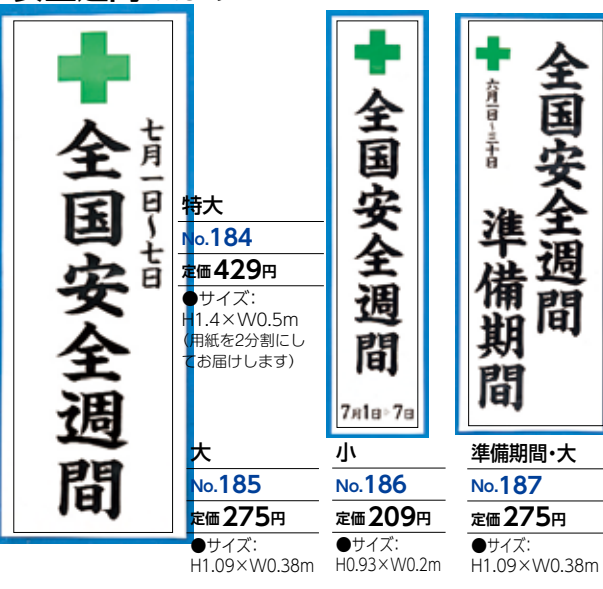 全国安全週間
七月一日~七日
特大
No.184
定価429円
●サイズ:
H1.4×W0.5m
(用紙を2分割にし
てお届けします)
大
No.185
定価275円
●サイズ:
H1.09×W0.38m
全国安全週間
7月1日~7日
小
No.186
定価209円
●サイズ:
H0.93×W0.2m
全国安全週間
準備期間
六月一日~三十日
準備期間・大
No.187
定価275円
●サイズ:
H1.09×W0.38m